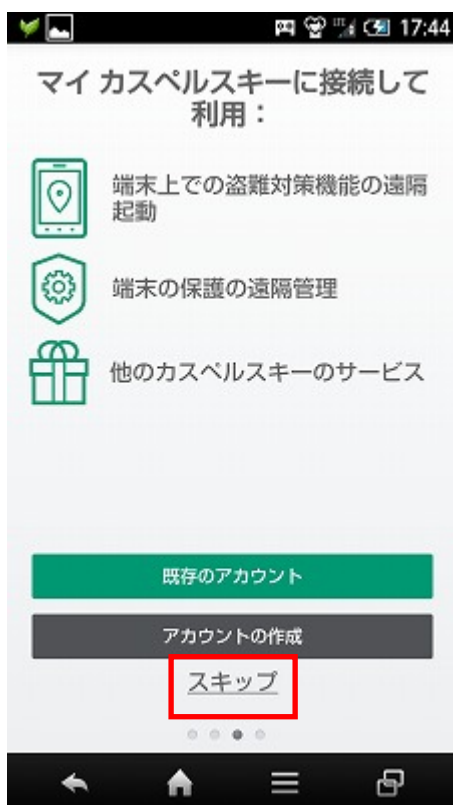 17:44
マイ カスペルスキーに接続して
利用：
端末上での盗難対策機能の遠隔
起動
端末の保護の遠隔管理
他のカスペルスキーのサービス
既存のアカウント
アカウントの作成
スキップ